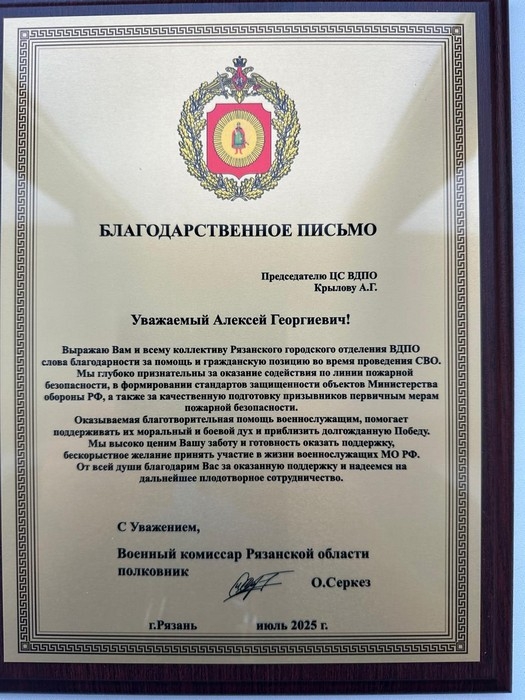 БЛАГОДАРСТВЕННОЕ ПИСЬМО
Председателю ЦС ВДПО
Крылову А.Г.
Уважаемый Алексей Георгиевич!
Выражаю Вам и всему коллективу Рязанского городского отделения ВДПО
слова благодарности за помощь и гражданскую позицию во время проведения СВО.
Мы глубоко признательны за оказание содействия по линии пожарной
безопасности, в формировании стандартов защищенности объектов Министерства
обороны РФ, а также за качественную подготовку призывников первичным мерам
пожарной безопасности.
Оказываемая благотворительная помощь военнослужащим, помогает
поддерживать их моральный и боевой дух и приблизить долгожданную Победу.
Мы высоко ценим Вашу заботу и готовность оказать поддержку,
бескорыстное желание принять участие в жизни военнослужащих МО РФ.
От всей души благодарим Вас за оказанную поддержку и надеемся на
дальнейшее плодотворное сотрудничество.
С Уважением,
Военный комиссар Рязанской области
полковник О.Серкез
г.Рязань июль 2025 г.